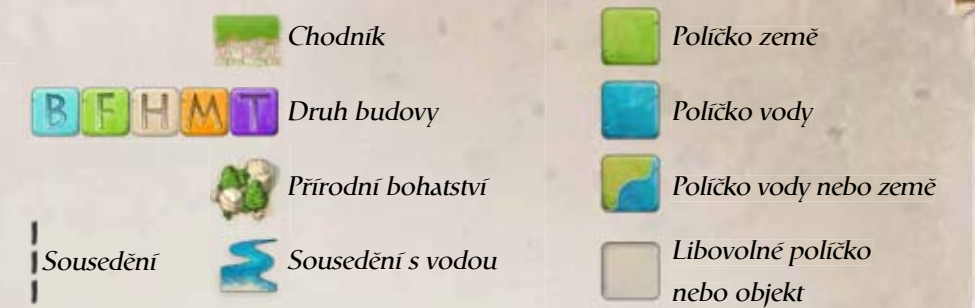 Chodník
B F H M T Druh budovy
Přírodní bohatství
Sousedění
Sousedění s vodou
Políčko země
Políčko vody
Políčko vody nebo země
Libovolné políčko
nebo objekt